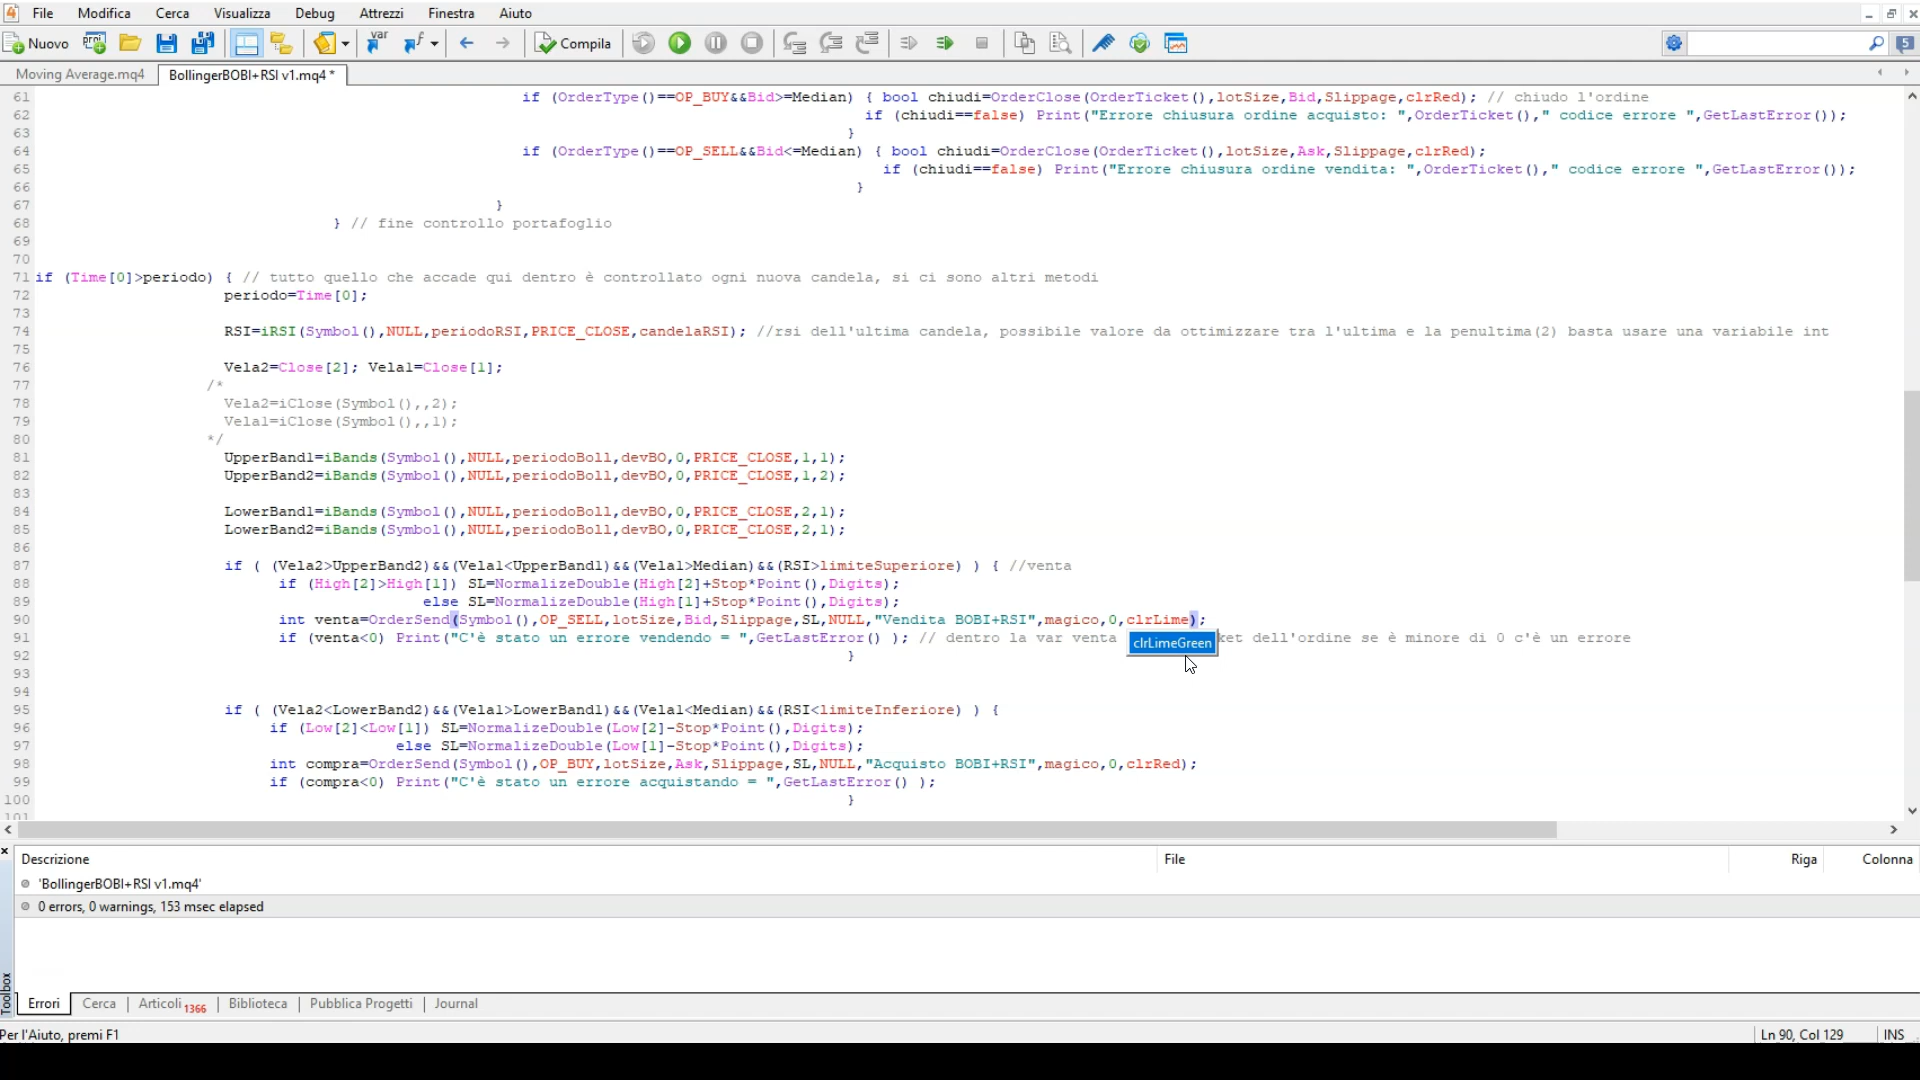 File Modifica Cerca Visualizza Debug Attrezzi Finestra Aiuto
Nuovo Compila 5
Moving Average.mq4 BollingerBOBI+RSI v1.mq4 *
61 if (OrderType()==OP_BUY&&Bid>=Median) { bool chiudi=OrderClose(OrderTicket(),lotSize,Bid,Slippage,clrRed); // chiudo l'ordine
62 if (chiudi==false) Print("Errore chiusura ordine acquisto: ",OrderTicket()," codice errore ",GetLastError());
63 }
64 if (OrderType()==OP_SELL&&Bid<=Median) { bool chiudi=OrderClose(OrderTicket(),lotSize,Ask,Slippage,clrRed);
65 if (chiudi==false) Print("Errore chiusura ordine vendita: ",OrderTicket()," codice errore ",GetLastError());
66 }
67 }
68 } // fine controllo portafoglio
69
70
71 if (Time[0]>periodo) { // tutto quello che accade qui dentro è controllato ogni nuova candela, si ci sono altri metodi
72 periodo=Time[0];
73
74 RSI=iRSI(Symbol(),NULL,periodoRSI,PRICE_CLOSE,candelaRSI); //rsi dell'ultima candela, possibile valore da ottimizzare tra l'ultima e la penultima(2) basta usare una variabile int
75
76 Vela2=Close[2]; Vela1=Close[1];
77 /*
78 Vela2=iClose(Symbol(),,2);
79 Vela1=iClose(Symbol(),,1);
80 */
81 UpperBand1=iBands(Symbol(),NULL,periodoBoll,devBO,0,PRICE_CLOSE,1,1);
82 UpperBand2=iBands(Symbol(),NULL,periodoBoll,devBO,0,PRICE_CLOSE,1,2);
83
84 LowerBand1=iBands(Symbol(),NULL,periodoBoll,devBO,0,PRICE_CLOSE,2,1);
85 LowerBand2=iBands(Symbol(),NULL,periodoBoll,devBO,0,PRICE_CLOSE,2,1);
86
87 if ( (Vela2>UpperBand2)&&(Vela1<UpperBand1)&&(Vela1>Median)&&(RSI>limiteSuperiore) ) { //venta
88 if (High[2]>High[1]) SL=NormalizeDouble(High[2]+Stop*Point(),Digits);
89 else SL=NormalizeDouble(High[1]+Stop*Point(),Digits);
90 int venta=OrderSend(Symbol(),OP_SELL,lotSize,Bid,Slippage,SL,NULL,"Vendita BOBI+RSI",magico,0,clrLime);
91 if (venta<0) Print("C'è stato un errore vendendo = ",GetLastError() ); // dentro la var venta ket dell'ordine se è minore di 0 c'è un errore
clrLimeGreen
92 }
93
94
95 if ( (Vela2<LowerBand2)&&(Vela1>LowerBand1)&&(Vela1<Median)&&(RSI<limiteInferiore) ) {
96 if (Low[2]<Low[1]) SL=NormalizeDouble(Low[2]-Stop*Point(),Digits);
97 else SL=NormalizeDouble(Low[1]-Stop*Point(),Digits);
98 int compra=OrderSend(Symbol(),OP_BUY,lotSize,Ask,Slippage,SL,NULL,"Acquisto BOBI+RSI",magico,0,clrRed);
99 if (compra<0) Print("C'è stato un errore acquistando = ",GetLastError() );
100 }
101
Descrizione File Riga Colonna
'BollingerBOBI+RSI v1.mq4'
0 errors, 0 warnings, 153 msec elapsed
Toolbox
Errori Cerca Articoli 1366 Biblioteca Pubblica Progetti Journal
Per l'Aiuto, premi F1 Ln 90, Col 129 INS